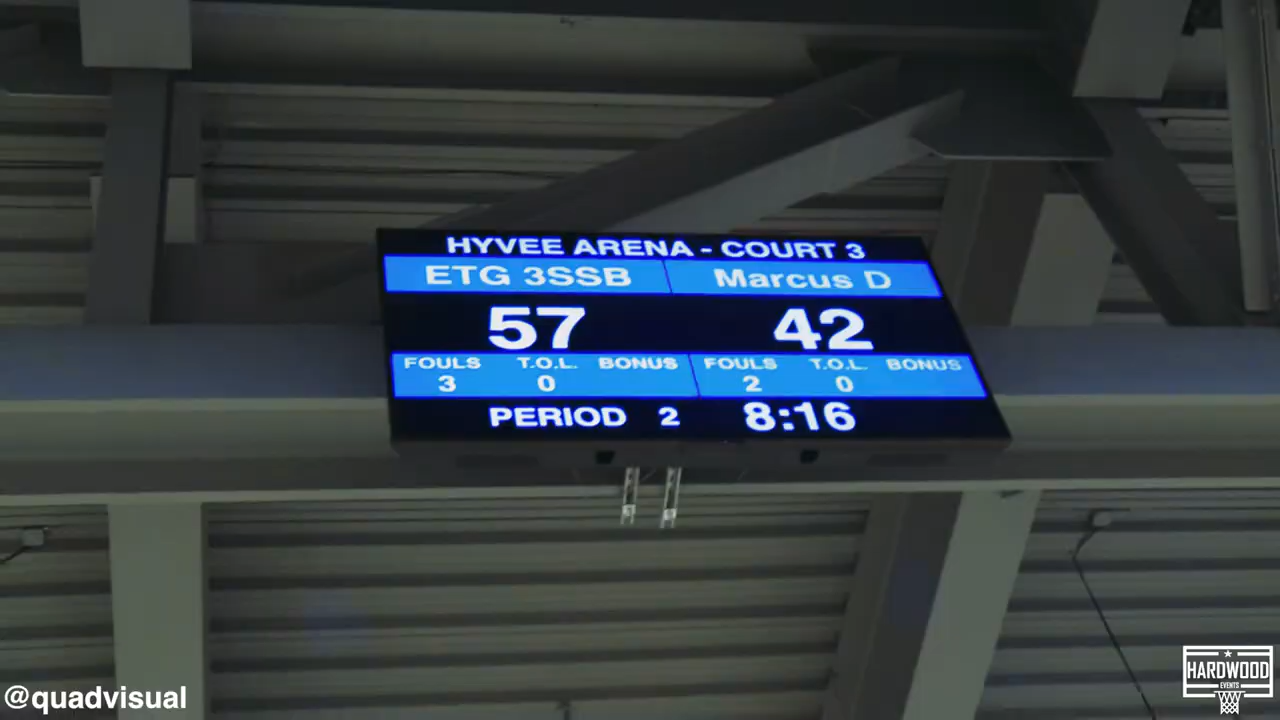 HYVEE ARENA - COURT 3
ETG 3SSB Marcus D
57 42
FOULS T.O.L. BONUS FOULS T.O.L. BONUS
3 0 2 0
PERIOD 2 8:16
@quadvisual
HARDWOOD
EVENTS